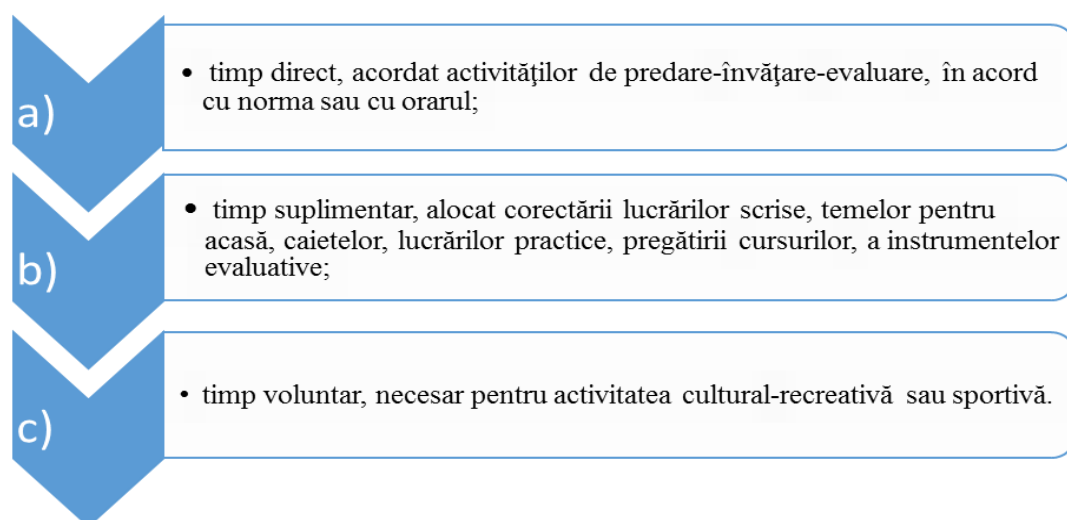 a)
• timp direct, acordat activităţilor de predare-învăţare-evaluare, în acord
cu norma sau cu orarul;
b)
• timp suplimentar, alocat corectării lucrărilor scrise, temelor pentru
acasă, caietelor, lucrărilor practice, pregătirii cursurilor, a instrumentelor
evaluative;
c)
• timp voluntar, necesar pentru activitatea cultural-recreativă sau sportivă.